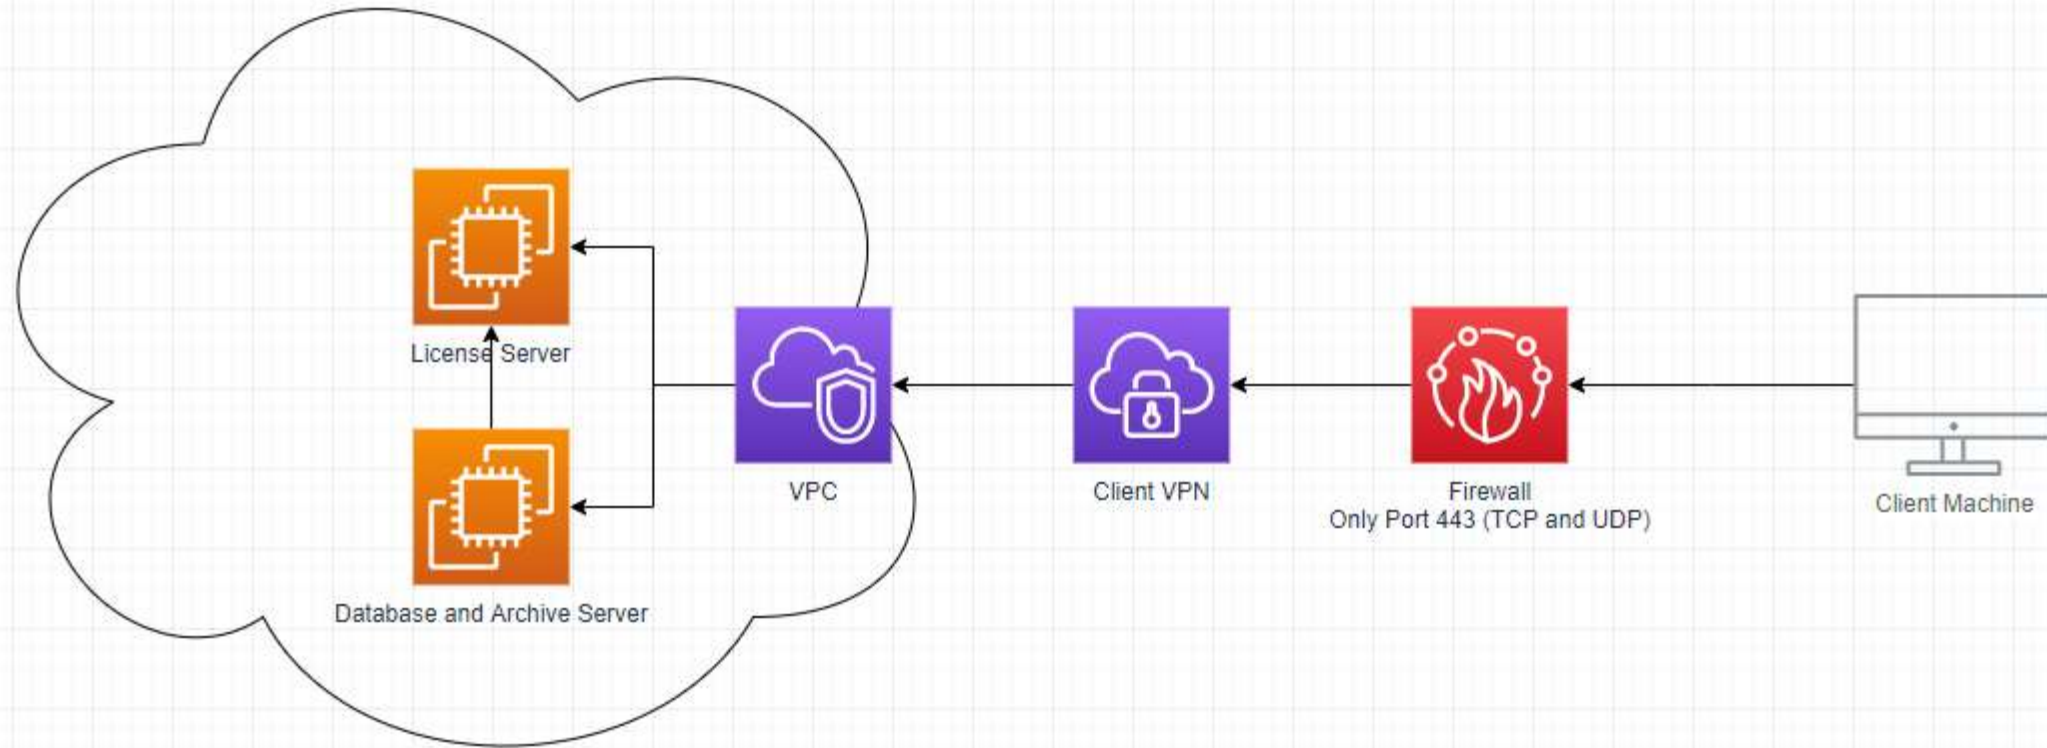 License Server
Database and Archive Server
VPC
Client VPN
Firewall
Only Port 443 (TCP and UDP)
Client Machine